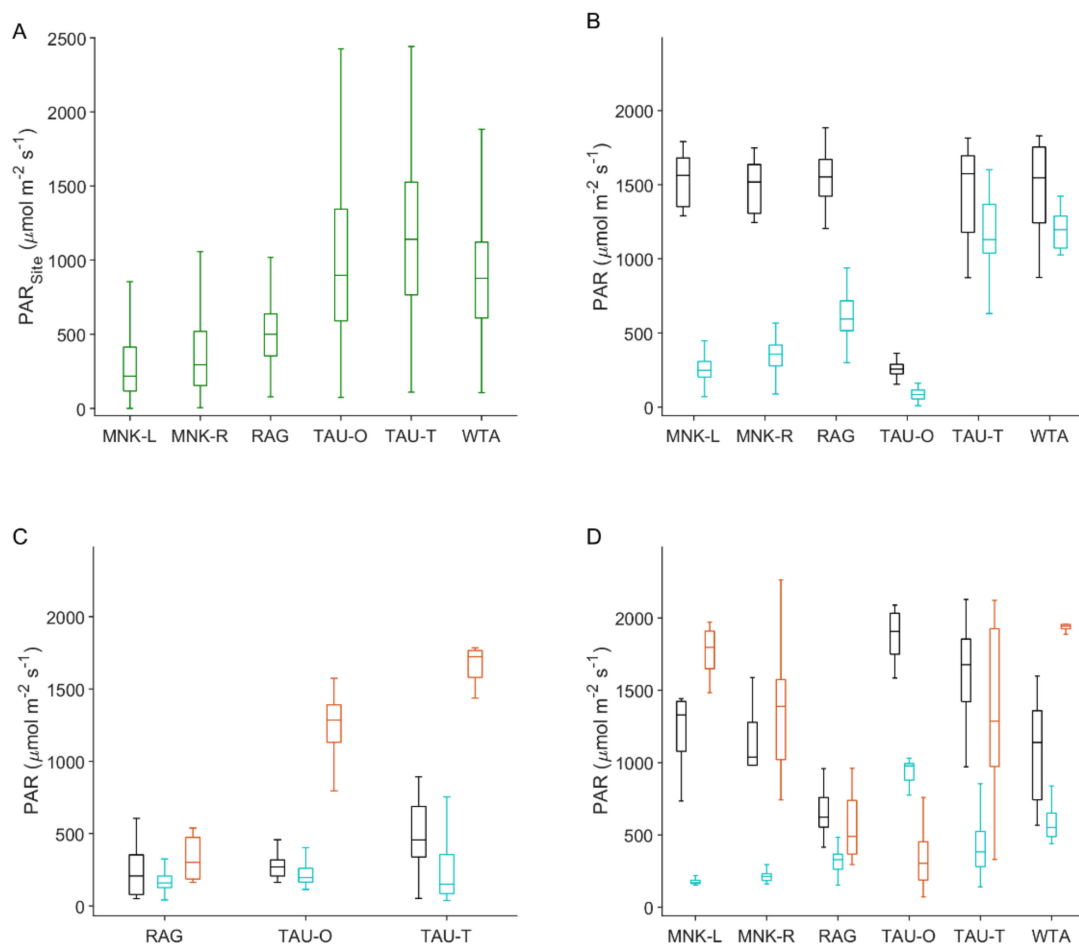 A
PAR_Site (μmol m⁻² s⁻¹)
2500
2000
1500
1000
500
0
MNK-L MNK-R RAG TAU-O TAU-T WTA
B
PAR (μmol m⁻² s⁻¹)
2000
1500
1000
500
0
MNK-L MNK-R RAG TAU-O TAU-T WTA
C
PAR (μmol m⁻² s⁻¹)
2000
1500
1000
500
0
RAG TAU-O TAU-T
D
PAR (μmol m⁻² s⁻¹)
2000
1500
1000
500
0
MNK-L MNK-R RAG TAU-O TAU-T WTA